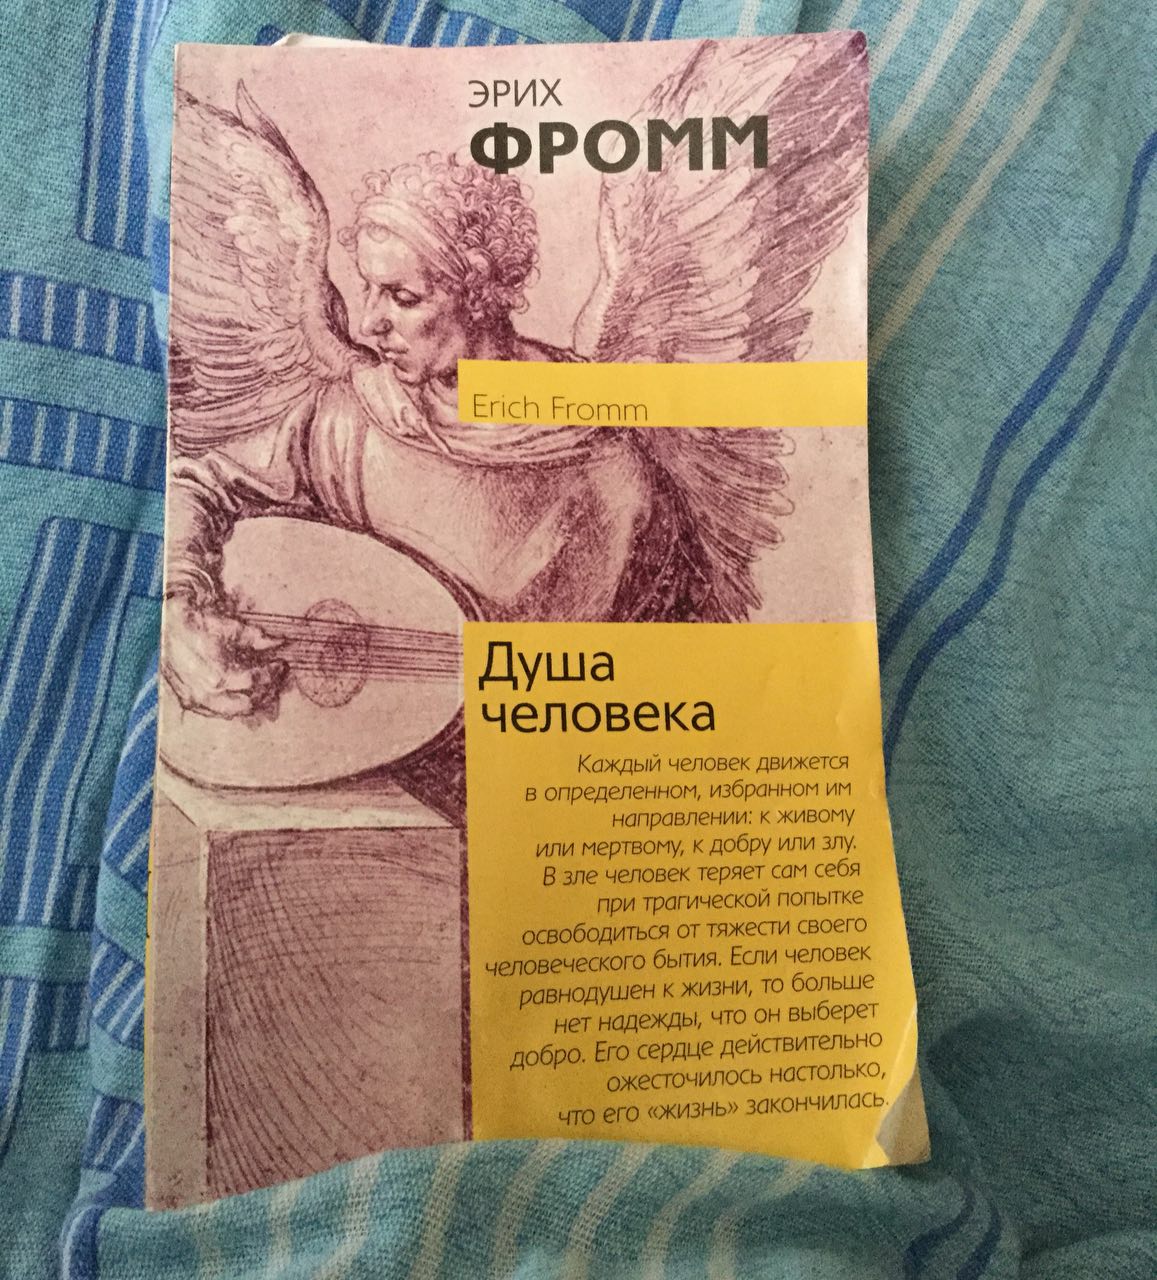 ЭРИХ
ФРОММ
Erich Fromm
Душа
человека
Каждый человек движется
в определенном, избранном им
направлении: к живому
или мертвому, к добру или злу.
В зле человек теряет сам себя
при трагической попытке
освободиться от тяжести своего
человеческого бытия. Если человек
равнодушен к жизни, то больше
нет надежды, что он выберет
добро. Его сердце действительно
ожесточилось настолько,
что его «жизнь» закончилась.